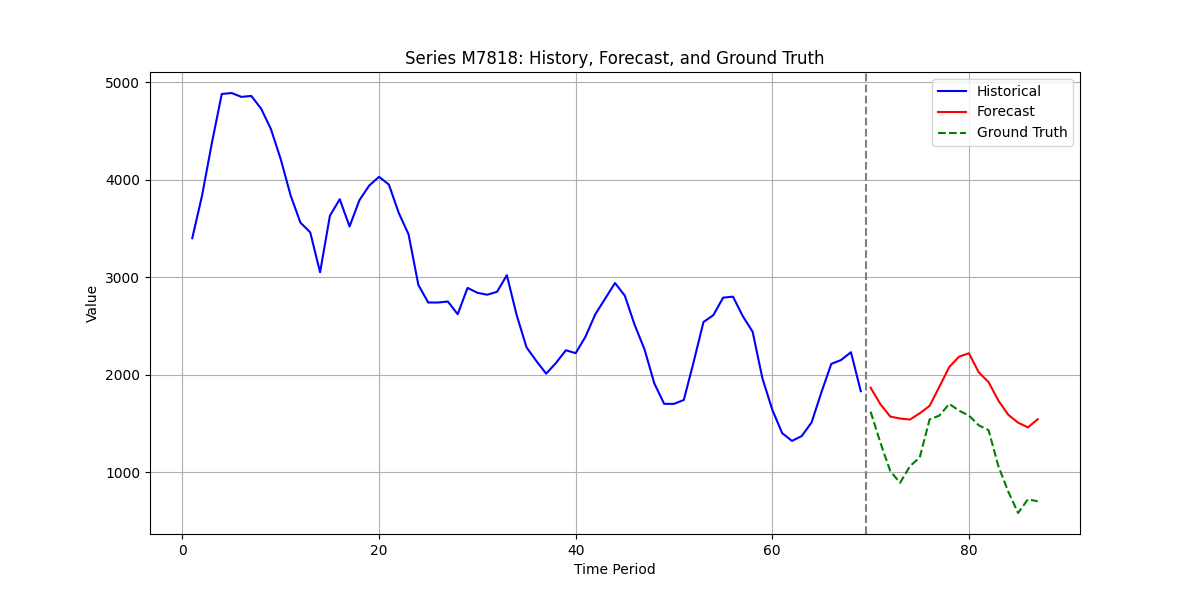 Series M7818: History, Forecast, and Ground Truth
Historical
Forecast
Ground Truth
5000
4000
3000
2000
1000
Value
0
20
40
60
80
Time Period